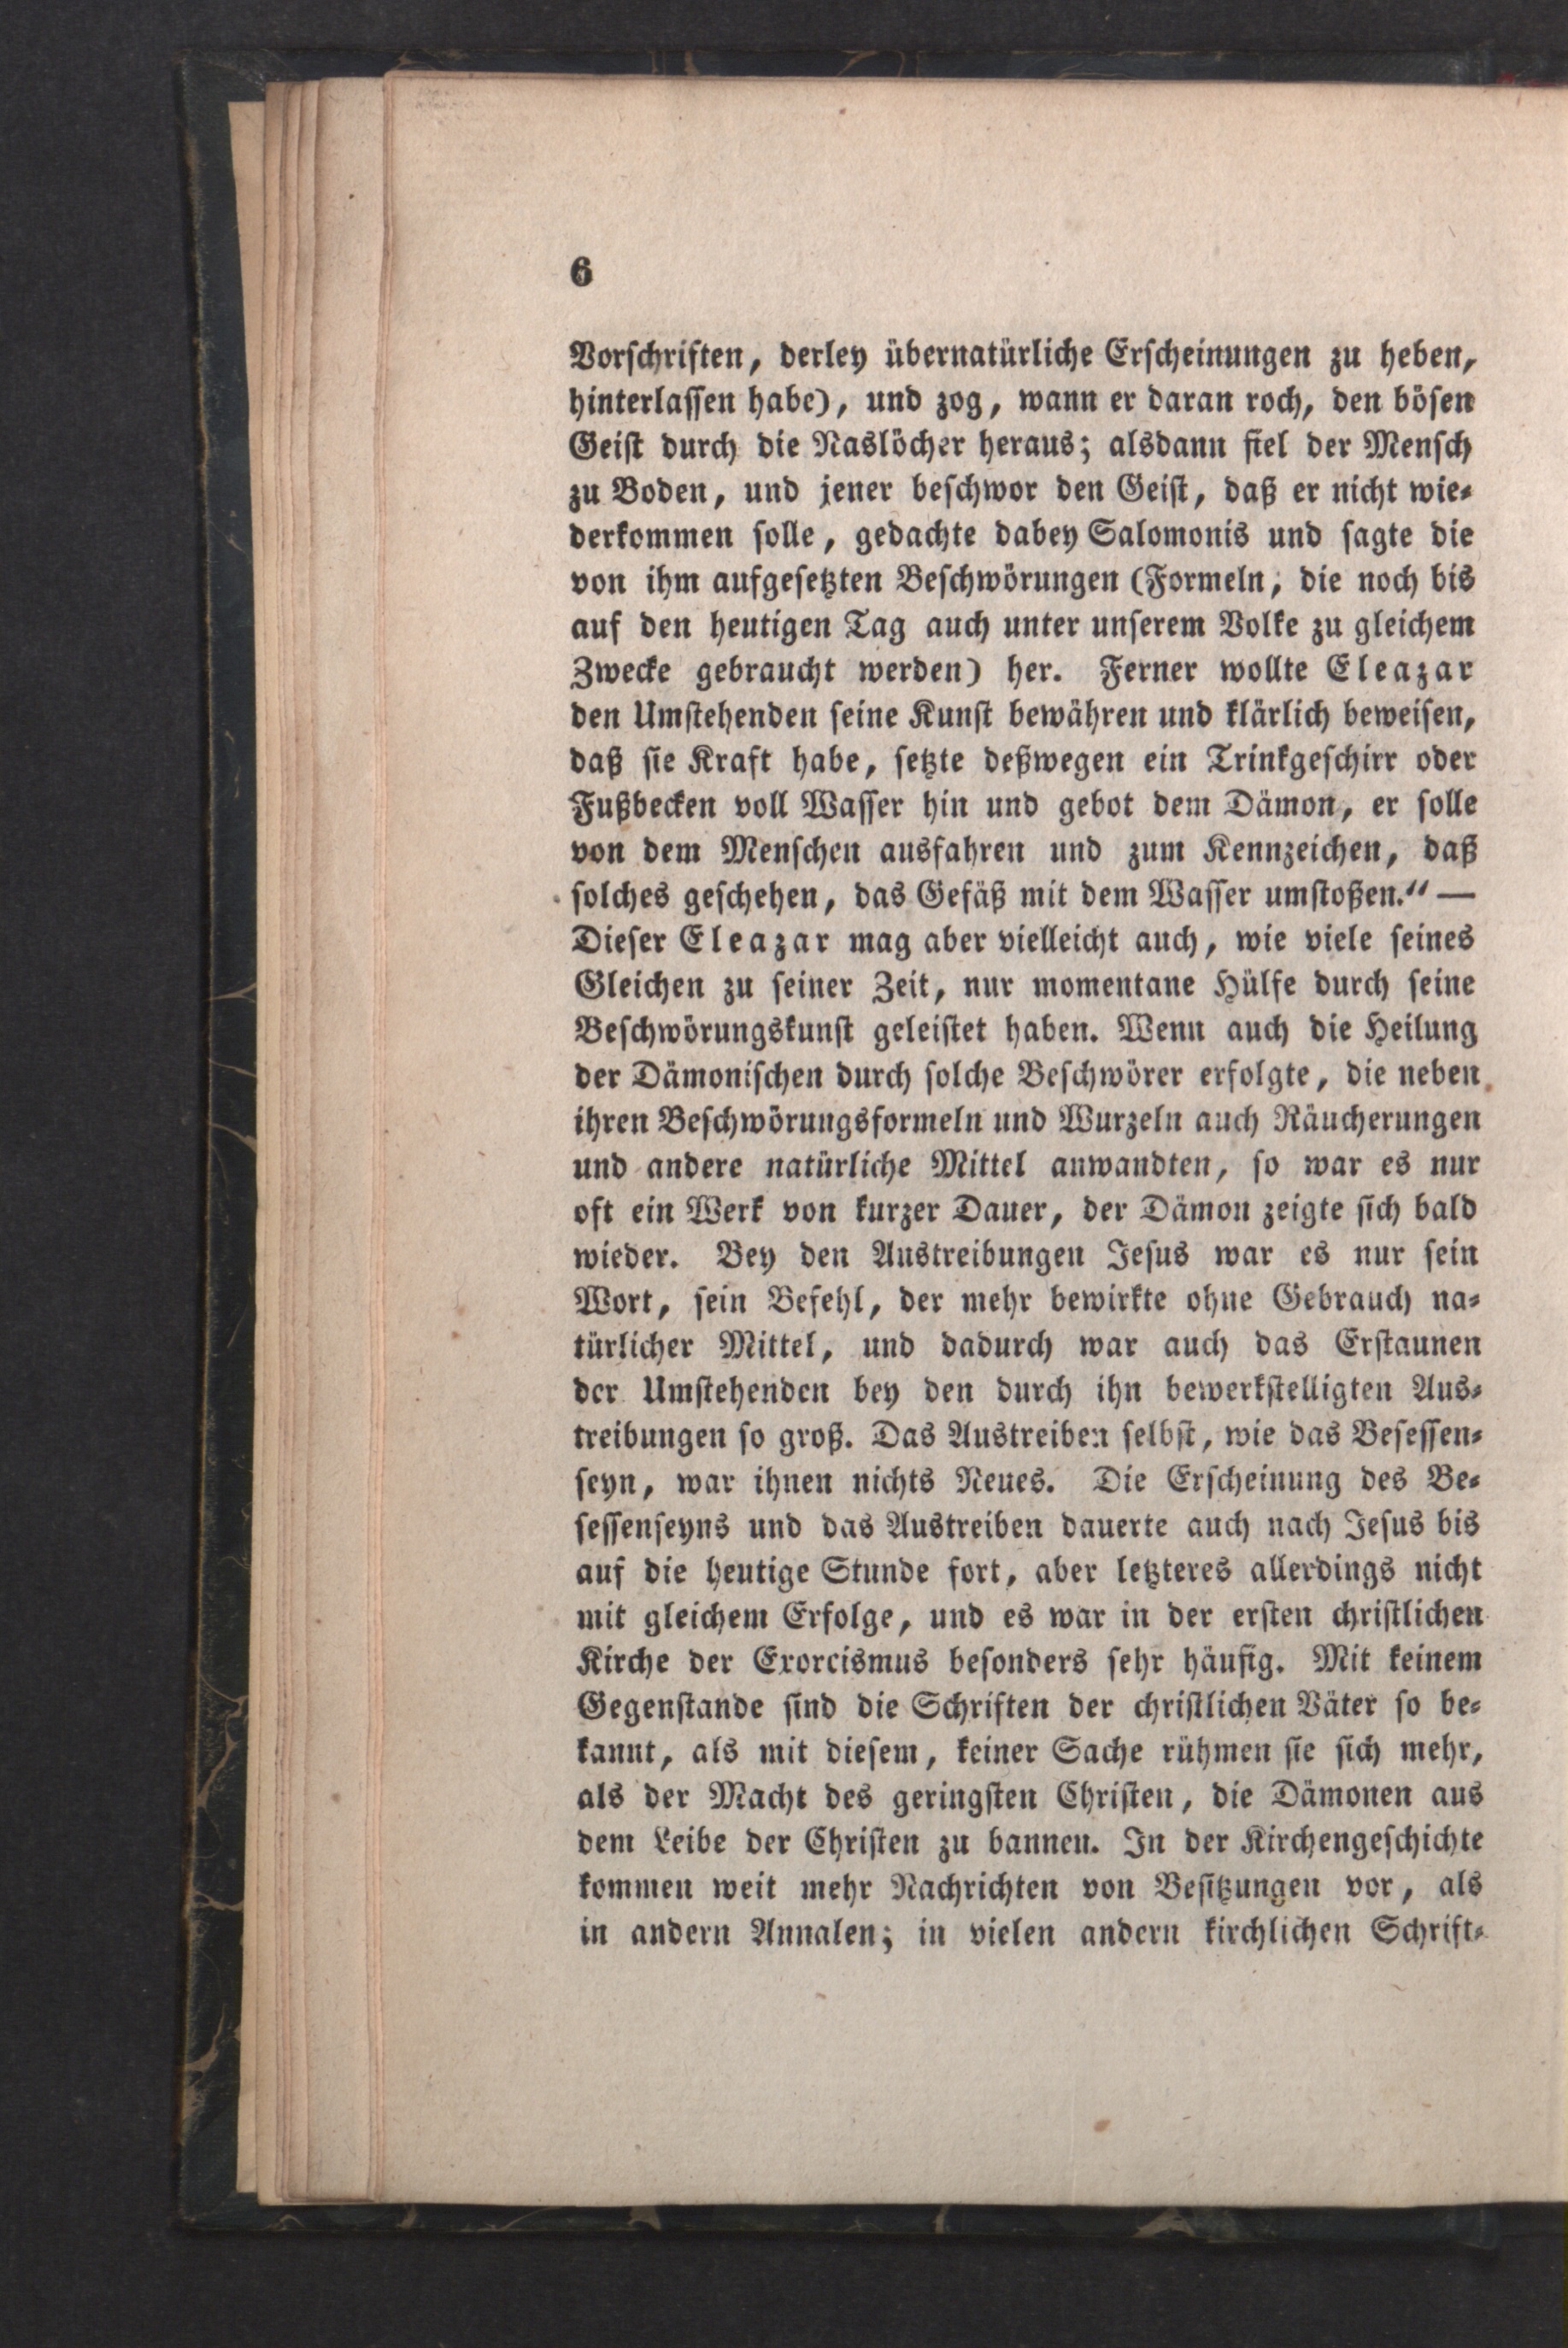 6
Vorschriften, derley übernatürliche Erscheinungen zu heben,
hinterlassen habe), und zog, wann er daran roch, den bösen
Geist durch die Naslöcher heraus; alsdann fiel der Mensch
zu Boden, und jener beschwor den Geist, daß er nicht wie-
derkommen solle, gedachte dabey Salomonis und sagte die
von ihm aufgesetzten Beschwörungen (Formeln, die noch bis
auf den heutigen Tag auch unter unserem Volke zu gleichem
Zwecke gebraucht werden) her. Ferner wollte Eleazar
den Umstehenden seine Kunst bewähren und klärlich beweisen,
daß sie Kraft habe, setzte deßwegen ein Trinkgeschirr oder
Fußbecken voll Wasser hin und gebot dem Dämon, er solle
von dem Menschen ausfahren und zum Kennzeichen, daß
solches geschehen, das Gefäß mit dem Wasser umstoßen.“ —
Dieser Eleazar mag aber vielleicht auch, wie viele seines
Gleichen zu seiner Zeit, nur momentane Hülfe durch seine
Beschwörungskunst geleistet haben. Wenn auch die Heilung
der Dämonischen durch solche Beschwörer erfolgte, die neben
ihren Beschwörungsformeln und Wurzeln auch Räucherungen
und andere natürliche Mittel anwandten, so war es nur
oft ein Werk von kurzer Dauer, der Dämon zeigte sich bald
wieder. Bey den Austreibungen Jesus war es nur sein
Wort, sein Befehl, der mehr bewirkte ohne Gebrauch na-
türlicher Mittel, und dadurch war auch das Erstaunen
der Umstehenden bey den durch ihn bewerkstelligten Aus-
treibungen so groß. Das Austreiben selbst, wie das Besessen-
seyn, war ihnen nichts Neues. Die Erscheinung des Be-
sessenseyns und das Austreiben dauerte auch nach Jesus bis
auf die heutige Stunde fort, aber letzteres allerdings nicht
mit gleichem Erfolge, und es war in der ersten christlichen
Kirche der Exorcismus besonders sehr häufig. Mit keinem
Gegenstande sind die Schriften der christlichen Väter so be-
kannt, als mit diesem, keiner Sache rühmen sie sich mehr,
als der Macht des geringsten Christen, die Dämonen aus
dem Leibe der Christen zu bannen. In der Kirchengeschichte
kommen weit mehr Nachrichten von Besitzungen vor, als
in andern Annalen; in vielen andern kirchlichen Schrift-